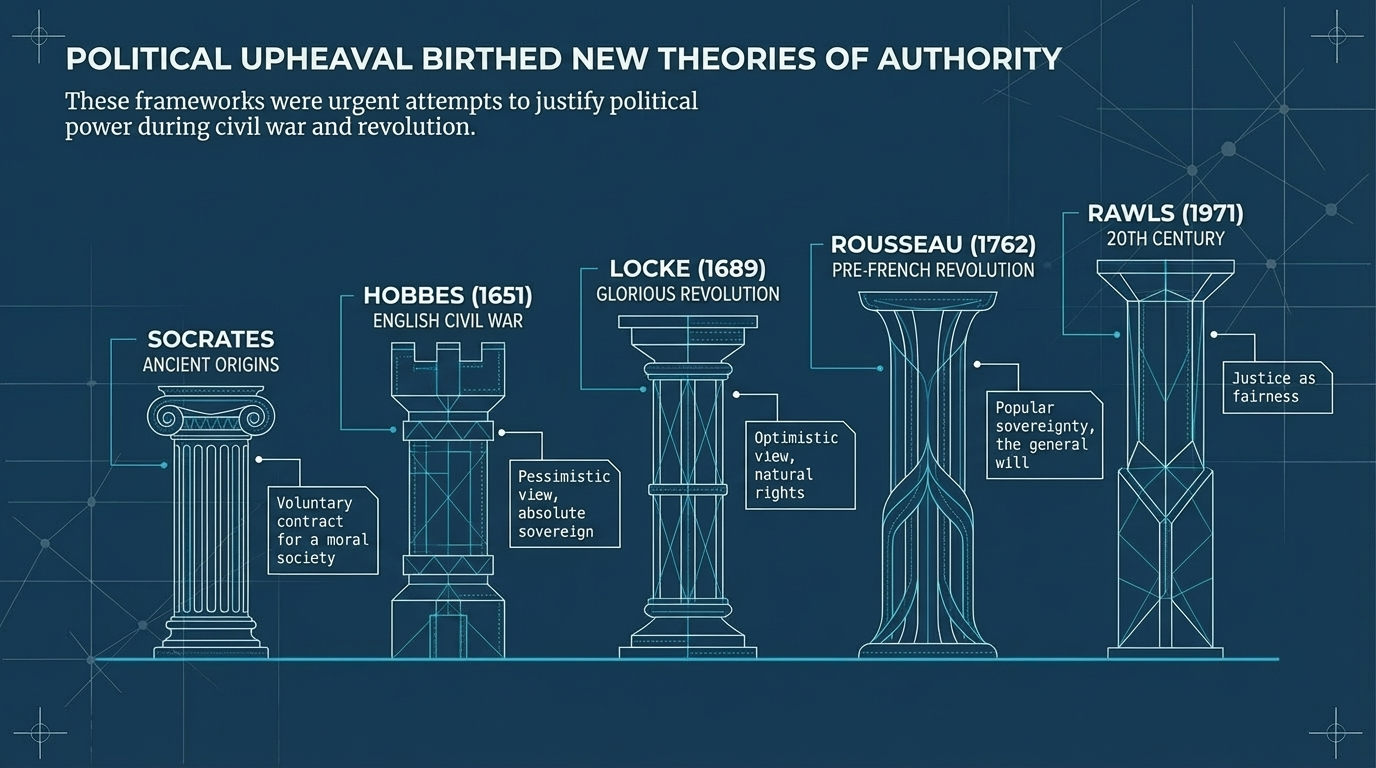 POLITICAL UPHEAVAL BIRTHED NEW THEORIES OF AUTHORITY
These frameworks were urgent attempts to justify political
power during civil war and revolution.
SOCRATES
ANCIENT ORIGINS
Voluntary
contract
for a moral
society
HOBBES (1651)
ENGLISH CIVIL WAR
Pessimistic
view,
absolute
sovereign
LOCKE (1689)
GLORIOUS REVOLUTION
Optimistic
view,
natural
rights
ROUSSEAU (1762)
PRE-FRENCH REVOLUTION
Popular
sovereignty,
the general
will
RAWLS (1971)
20TH CENTURY
Justice as
fairness